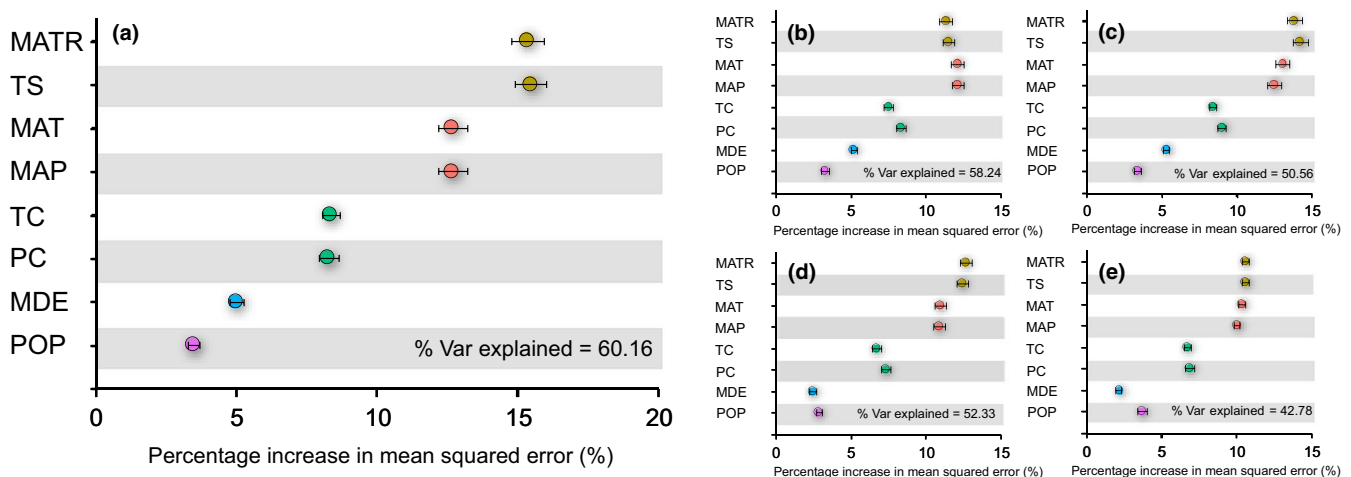 (a)
MATR
TS
MAT
MAP
TC
PC
MDE
POP
% Var explained = 60.16
0 5 10 15 20
Percentage increase in mean squared error (%)
(b)
MATR
TS
MAT
MAP
TC
PC
MDE
POP
% Var explained = 58.24
0 5 10 15
Percentage increase in mean squared error (%)
(c)
MATR
TS
MAT
MAP
TC
PC
MDE
POP
% Var explained = 50.56
0 5 10 15
Percentage increase in mean squared error (%)
(d)
MATR
TS
MAT
MAP
TC
PC
MDE
POP
% Var explained = 52.33
0 5 10 15
Percentage increase in mean squared error (%)
(e)
MATR
TS
MAT
MAP
TC
PC
MDE
POP
% Var explained = 42.78
0 5 10 15
Percentage increase in mean squared error (%)